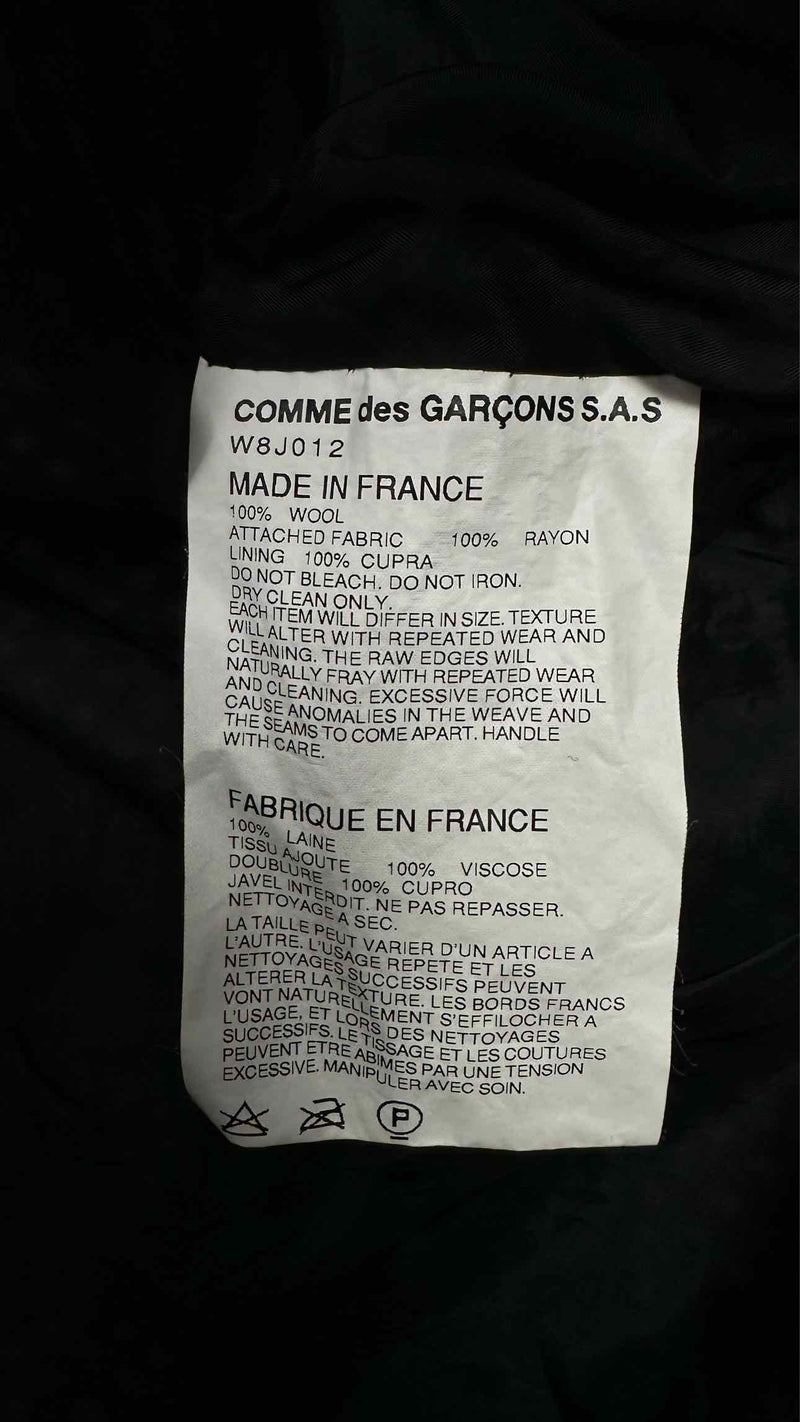 COMME des GARÇONS S.A.S
W8J012
MADE IN FRANCE
100% WOOL
ATTACHED FABRIC 100% RAYON
LINING 100% CUPRA
DO NOT BLEACH. DO NOT IRON.
DRY CLEAN ONLY.
EACH ITEM WILL DIFFER IN SIZE. TEXTURE
WILL ALTER WITH REPEATED WEAR AND
CLEANING. THE RAW EDGES WILL
NATURALLY FRAY WITH REPEATED WEAR
AND CLEANING. EXCESSIVE FORCE WILL
CAUSE ANOMALIES IN THE WEAVE AND
THE SEAMS TO COME APART. HANDLE
WITH CARE.
FABRIQUE EN FRANCE
100% LAINE
TISSU AJOUTE 100% VISCOSE
DOUBLURE 100% CUPRO
JAVEL INTERDIT. NE PAS REPASSER.
NETTOYAGE A SEC.
LA TAILLE PEUT VARIER D'UN ARTICLE A
L'AUTRE. L'USAGE REPETE ET LES
NETTOYAGES SUCCESSIFS PEUVENT
ALTERER LA TEXTURE. LES BORDS FRANCS
VONT NATURELLEMENT S'EFFILOCHER A
L'USAGE, ET LORS DES NETTOYAGES
SUCCESSIFS. LE TISSAGE ET LES COUTURES
PEUVENT ETRE ABIMES PAR UNE TENSION
EXCESSIVE. MANIPULER AVEC SOIN.
P